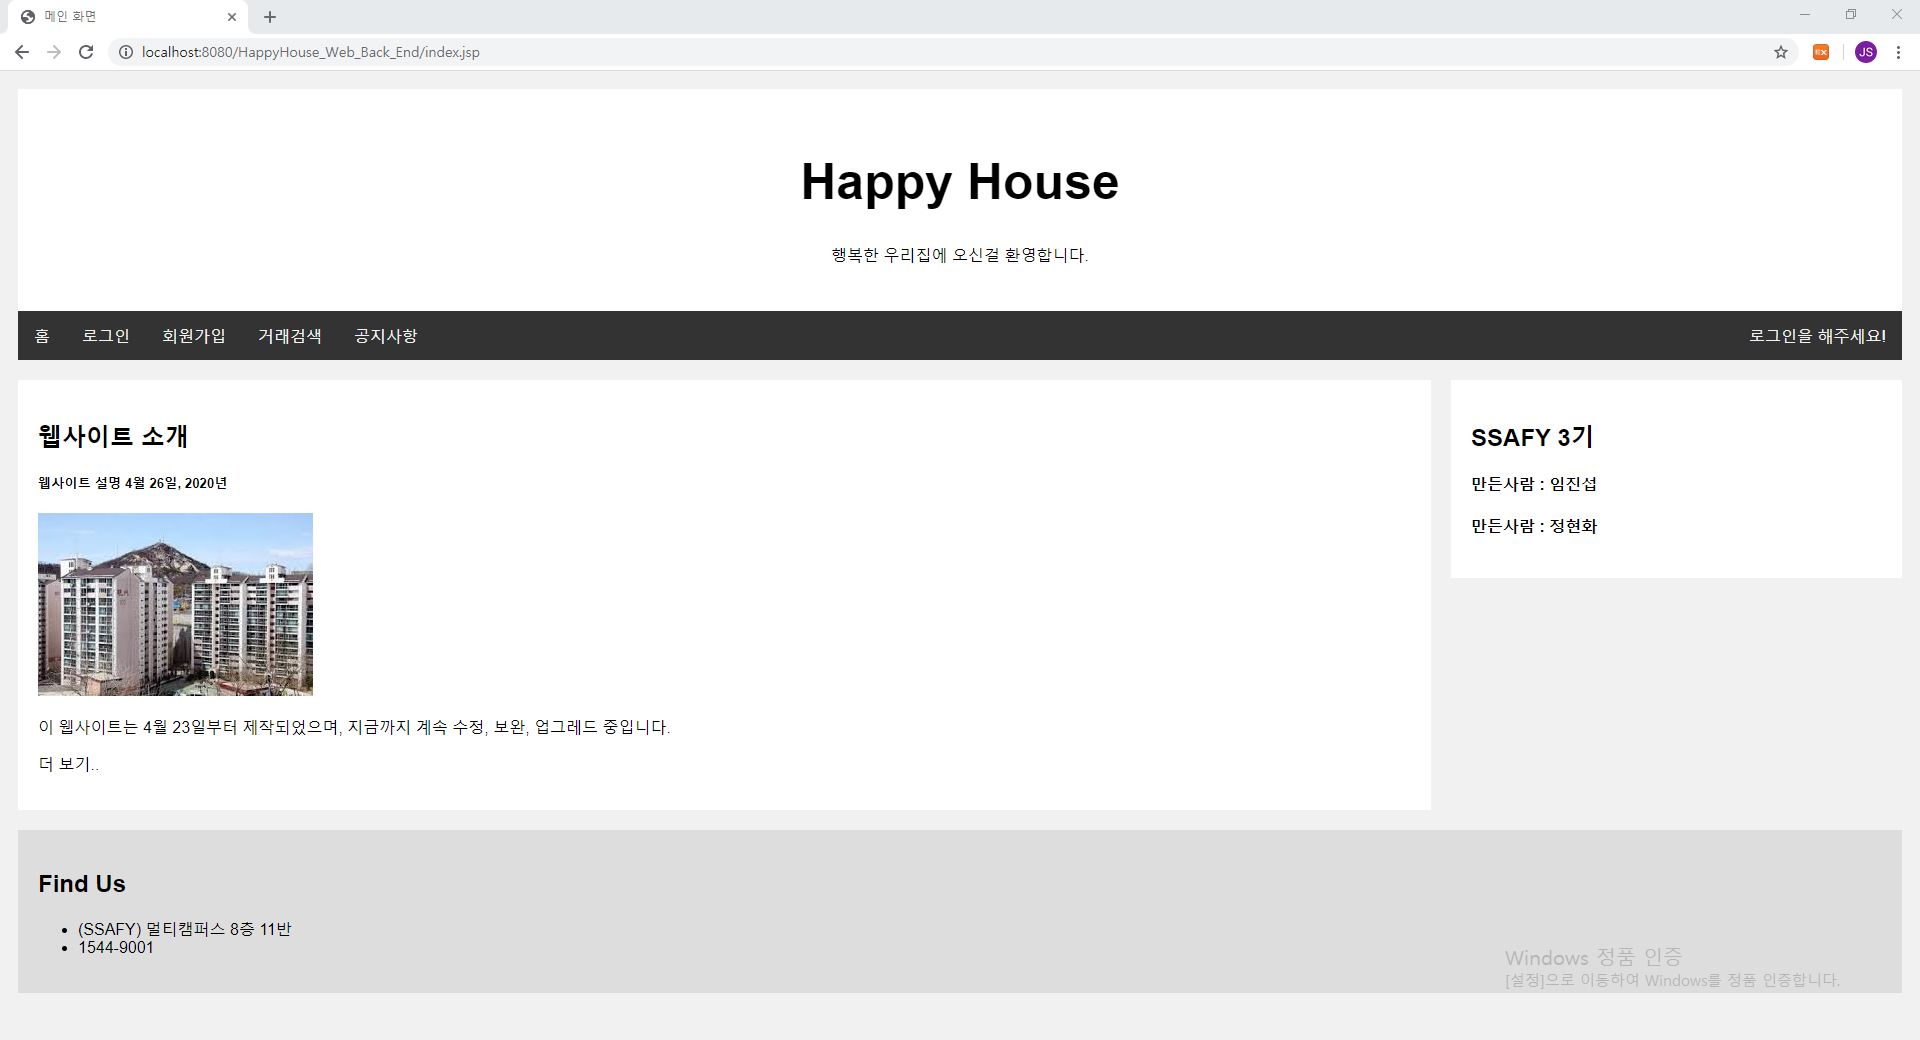 메인 화면
localhost:8080/HappyHouse_Web_Back_End/index.jsp
JS
Happy House
행복한 우리집에 오신걸 환영합니다.
홈 로그인 회원가입 거래검색 공지사항 로그인을 해주세요!
웹사이트 소개
웹사이트 설명 4월 26일, 2020년
이 웹사이트는 4월 23일부터 제작되었으며, 지금까지 계속 수정, 보완, 업그레드 중입니다.
더 보기..
SSAFY 3기
만든사람 : 임진섭
만든사람 : 정현화
Find Us
(SSAFY) 멀티캠퍼스 8층 11반
1544-9001
Windows 정품 인증
[설정]으로 이동하여 Windows를 정품 인증합니다.